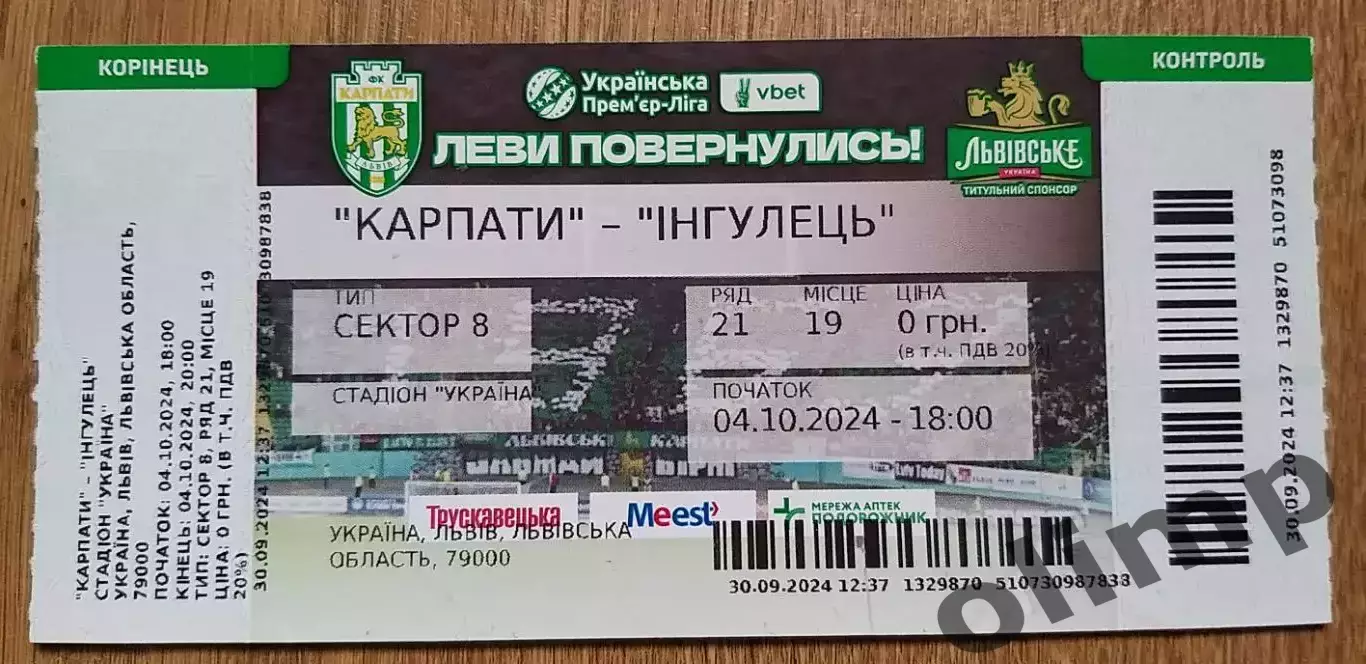 КОРІНЕЦЬ
"КАРПАТИ" – "ІНГУЛЕЦЬ"
СТАДІОН "УКРАЇНА"
УКРАЇНА, ЛЬВІВ, ЛЬВІВСЬКА ОБЛАСТЬ,
79000
ПОЧАТОК: 04.10.2024, 18:00
КІНЕЦЬ: 04.10.2024, 20:00
ТИП: СЕКТОР 8, РЯД 21, МІСЦЕ 19
ЦІНА: 0 ГРН. (В Т.Ч. ПДВ
20%)
30.09.2024 12:37
30987838
ФК
КАРПАТИ
ЛЬВІВ
Українська
Прем'єр-Ліга
vbet
ЛЕВИ ПОВЕРНУЛИСЬ!
ЛЬВІВСЬКЕ
УКРАЇНА
ТИТУЛЬНИЙ СПОНСОР
"КАРПАТИ" – "ІНГУЛЕЦЬ"
ТИП
СЕКТОР 8
РЯД МІСЦЕ ЦІНА
21 19 0 грн.
(в т.ч. ПДВ 20%)
СТАДІОН "УКРАЇНА"
ПОЧАТОК
04.10.2024 - 18:00
ЛЬВІВСЬКІ КАРПАТИ
Lviv Today
Трускавецька
Meest
МЕРЕЖА АПТЕК
ПОДОРОЖНИК
УКРАЇНА, ЛЬВІВ, ЛЬВІВСЬКА
ОБЛАСТЬ, 79000
30.09.2024 12:37 1329870 510730987838
КОНТРОЛЬ
30.09.2024 12:37 1329870 51073098
olimp